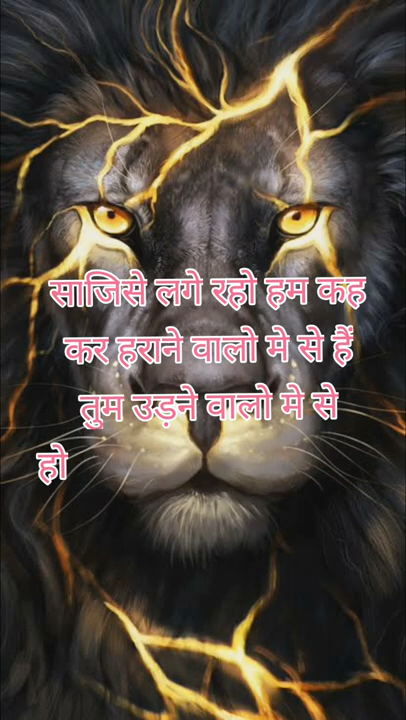 साजिसे लगे रहो हम कह
कर हराने वालो मे से हैं
तुम उड़ने वालो मे से
हो